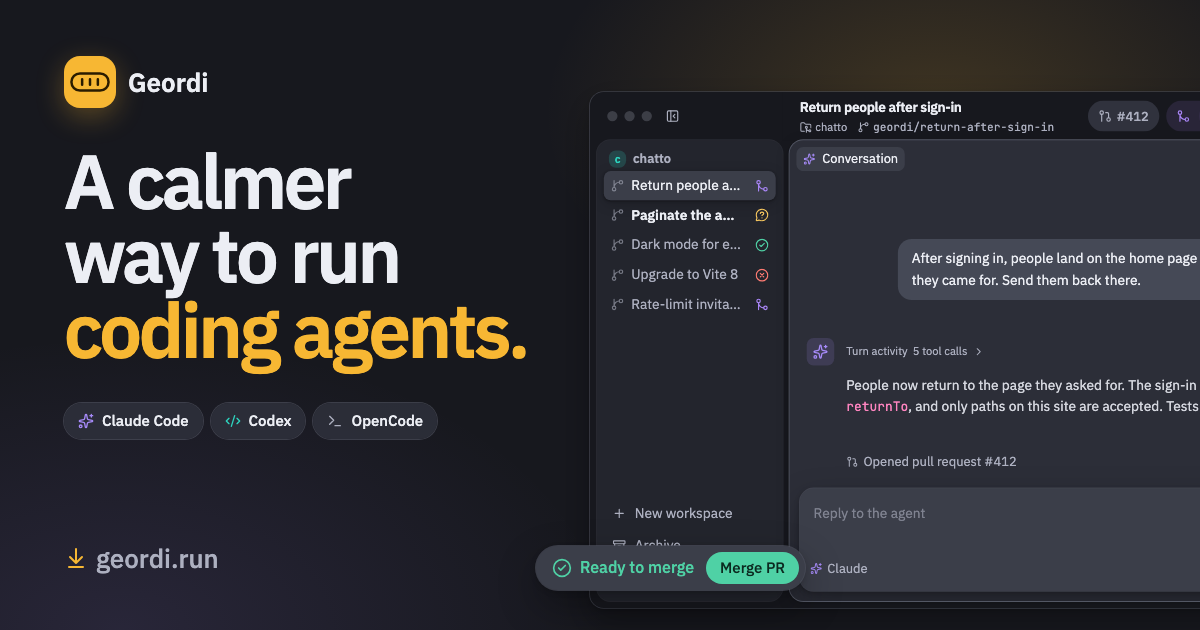 Geordi
A calmer
way to run
coding agents.
Claude Code
Codex
OpenCode
geordi.run
Return people after sign-in
chatto
geordi/return-after-sign-in
#412
c
chatto
Return people a...
Paginate the a...
Dark mode for e...
Upgrade to Vite 8
Rate-limit invita...
New workspace
Archive
Conversation
After signing in, people land on the home page
they came for. Send them back there.
Turn activity 5 tool calls
People now return to the page they asked for. The sign-in
returnTo, and only paths on this site are accepted. Tests
Opened pull request #412
Reply to the agent
Claude
Ready to merge
Merge PR